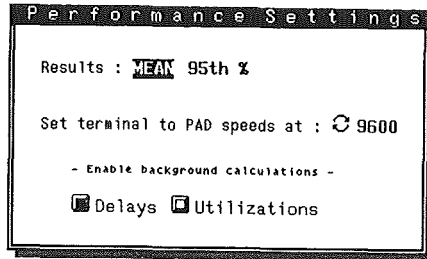 Performance Settings
Results : MEAN 95th %
Set terminal to PAD speeds at : 9600
- Enable background calculations -
Delays Utilizations